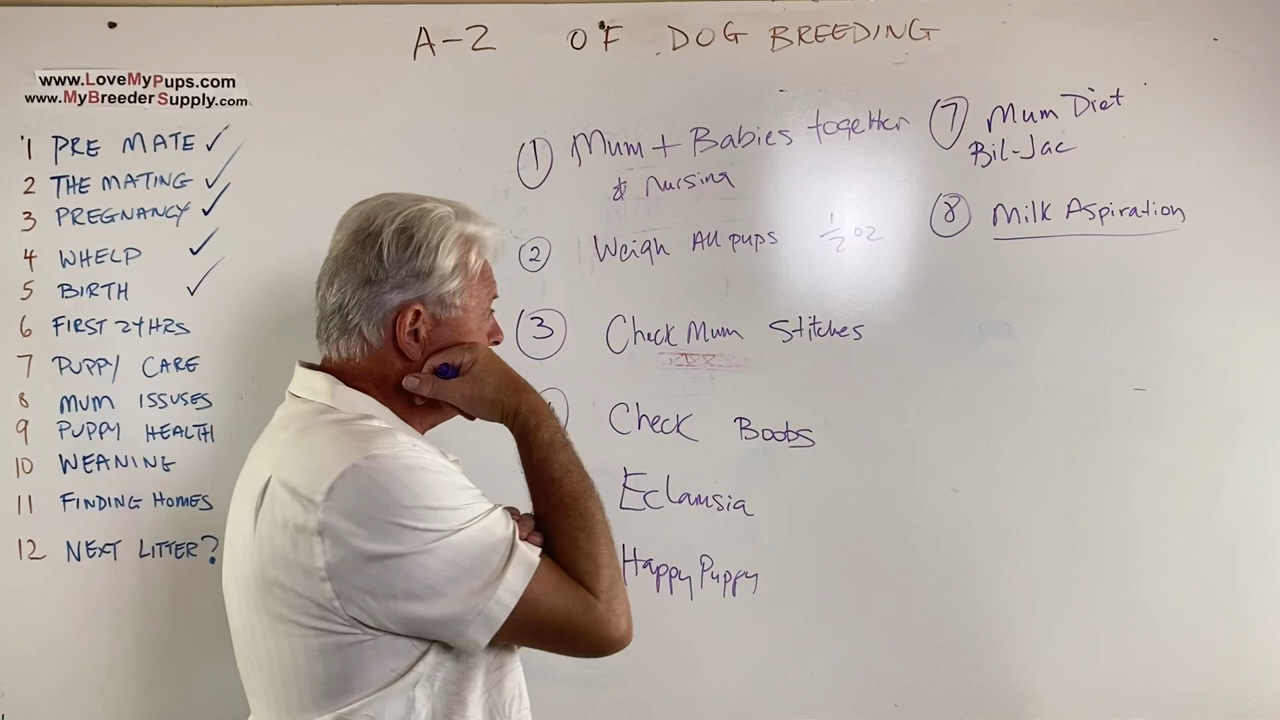 A-Z OF DOG BREEDING
www.LoveMyPups.com
www.MyBreederSupply.com
1 PRE MATE ✓
2 THE MATING ✓
3 PREGNANCY ✓
4 WHELP ✓
5 BIRTH ✓
6 FIRST 24HRS
7 PUPPY CARE
8 MUM ISSUSES
9 PUPPY HEALTH
10 WEANING
11 FINDING HOMES
12 NEXT LITTER?
1 Mum + Babies together
& Nursing
2 Weigh All pups 1/2 oz
3 Check Mum Stitches
XXX
Check Boobs
Eclamsia
Happy Puppy
7 Mum Diet
Bil-Jac
8 Milk Aspiration